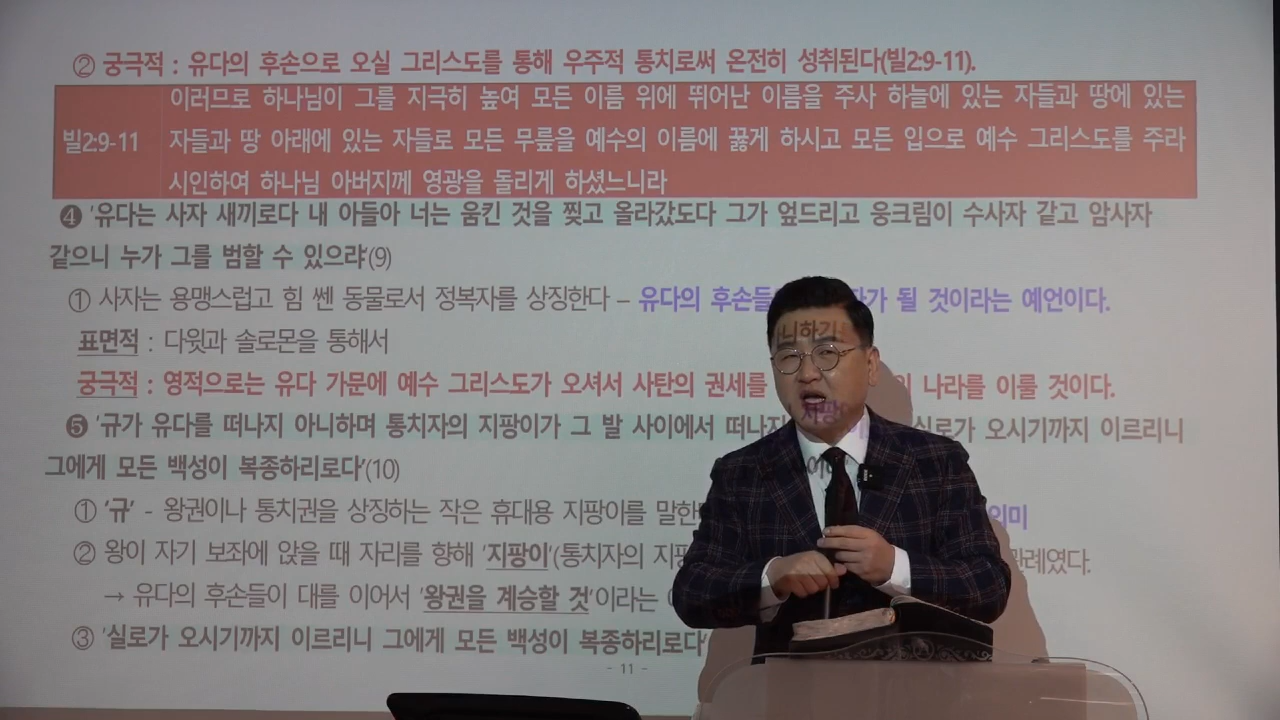 ② 궁극적 : 유다의 후손으로 오실 그리스도를 통해 우주적 통치로써 온전히 성취된다(빌2:9-11).
이러므로 하나님이 그를 지극히 높여 모든 이름 위에 뛰어난 이름을 주사 하늘에 있는 자들과 땅에 있는
빌2:9-11 자들과 땅 아래에 있는 자들로 모든 무릎을 예수의 이름에 꿇게 하시고 모든 입으로 예수 그리스도를 주라
시인하여 하나님 아버지께 영광을 돌리게 하셨느니라
❹ '유다는 사자 새끼로다 내 아들아 너는 움킨 것을 찢고 올라갔도다 그가 엎드리고 웅크림이 수사자 같고 암사자
같으니 누가 그를 범할 수 있으랴'(9)
① 사자는 용맹스럽고 힘 쎈 동물로서 정복자를 상징한다 – 유다의 후손들 자가 될 것이라는 예언이다.
표면적 : 다윗과 솔로몬을 통해서
궁극적 : 영적으로는 유다 가문에 예수 그리스도가 오셔서 사탄의 권세를 의 나라를 이룰 것이다.
❺ '규가 유다를 떠나지 아니하며 통치자의 지팡이가 그 발 사이에서 떠나지 실로가 오시기까지 이르리니
그에게 모든 백성이 복종하리로다'(10)
① '규' - 왕권이나 통치권을 상징하는 작은 휴대용 지팡이를 말한 지팡 의미
② 왕이 자기 보좌에 앉을 때 자리를 향해 '지팡이'(통치자의 지팡 관례였다.
→ 유다의 후손들이 대를 이어서 '왕권을 계승할 것'이라는
③ '실로가 오시기까지 이르리니 그에게 모든 백성이 복종하리로다'
- 11 -